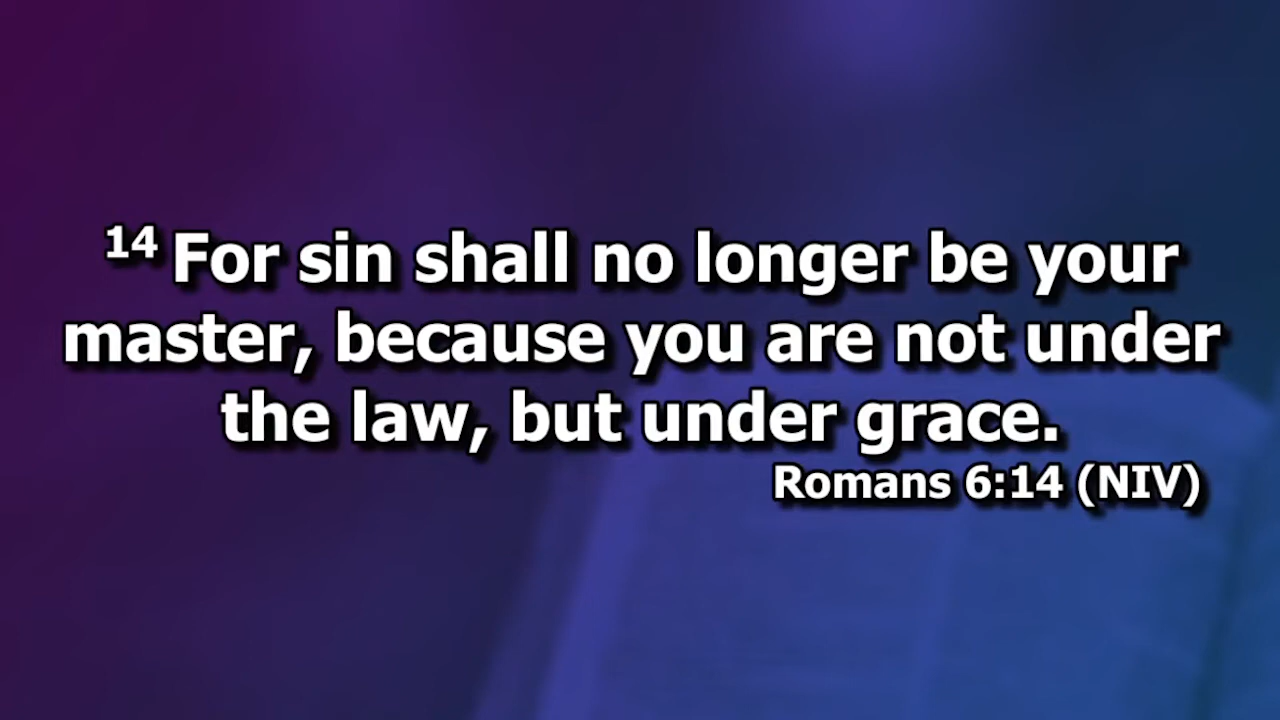 14 For sin shall no longer be your
master, because you are not under
the law, but under grace.
Romans 6:14 (NIV)